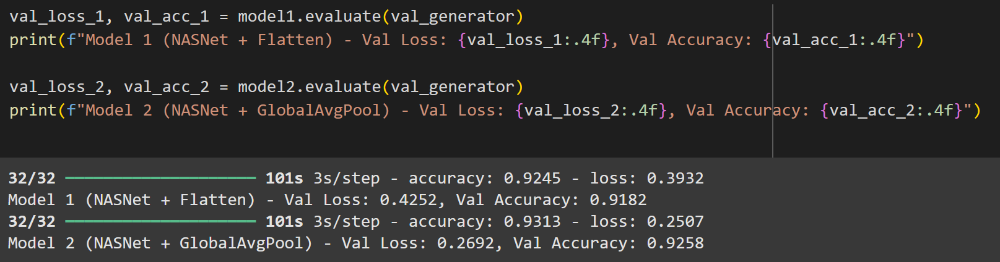 val_loss_1, val_acc_1 = model1.evaluate(val_generator)
print(f"Model 1 (NASNet + Flatten) - Val Loss: {val_loss_1:.4f}, Val Accuracy: {val_acc_1:.4f}")
val_loss_2, val_acc_2 = model2.evaluate(val_generator)
print(f"Model 2 (NASNet + GlobalAvgPool) - Val Loss: {val_loss_2:.4f}, Val Accuracy: {val_acc_2:.4f}")
32/32 ━━━━━━━━━━━━━━━━━━━━ 101s 3s/step - accuracy: 0.9245 - loss: 0.3932
Model 1 (NASNet + Flatten) - Val Loss: 0.4252, Val Accuracy: 0.9182
32/32 ━━━━━━━━━━━━━━━━━━━━ 101s 3s/step - accuracy: 0.9313 - loss: 0.2507
Model 2 (NASNet + GlobalAvgPool) - Val Loss: 0.2692, Val Accuracy: 0.9258